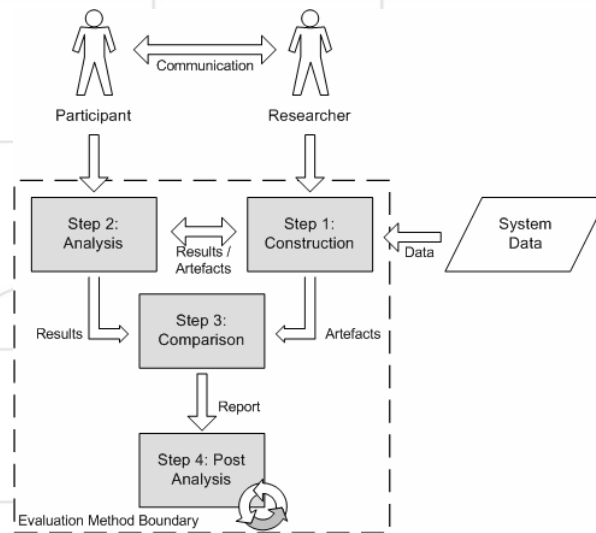 Communication
Participant
Researcher
Step 2:
Analysis
Results /
Artefacts
Step 1:
Construction
Data
System
Data
Results
Step 3:
Comparison
Artefacts
Report
Step 4: Post
Analysis
Evaluation Method Boundary